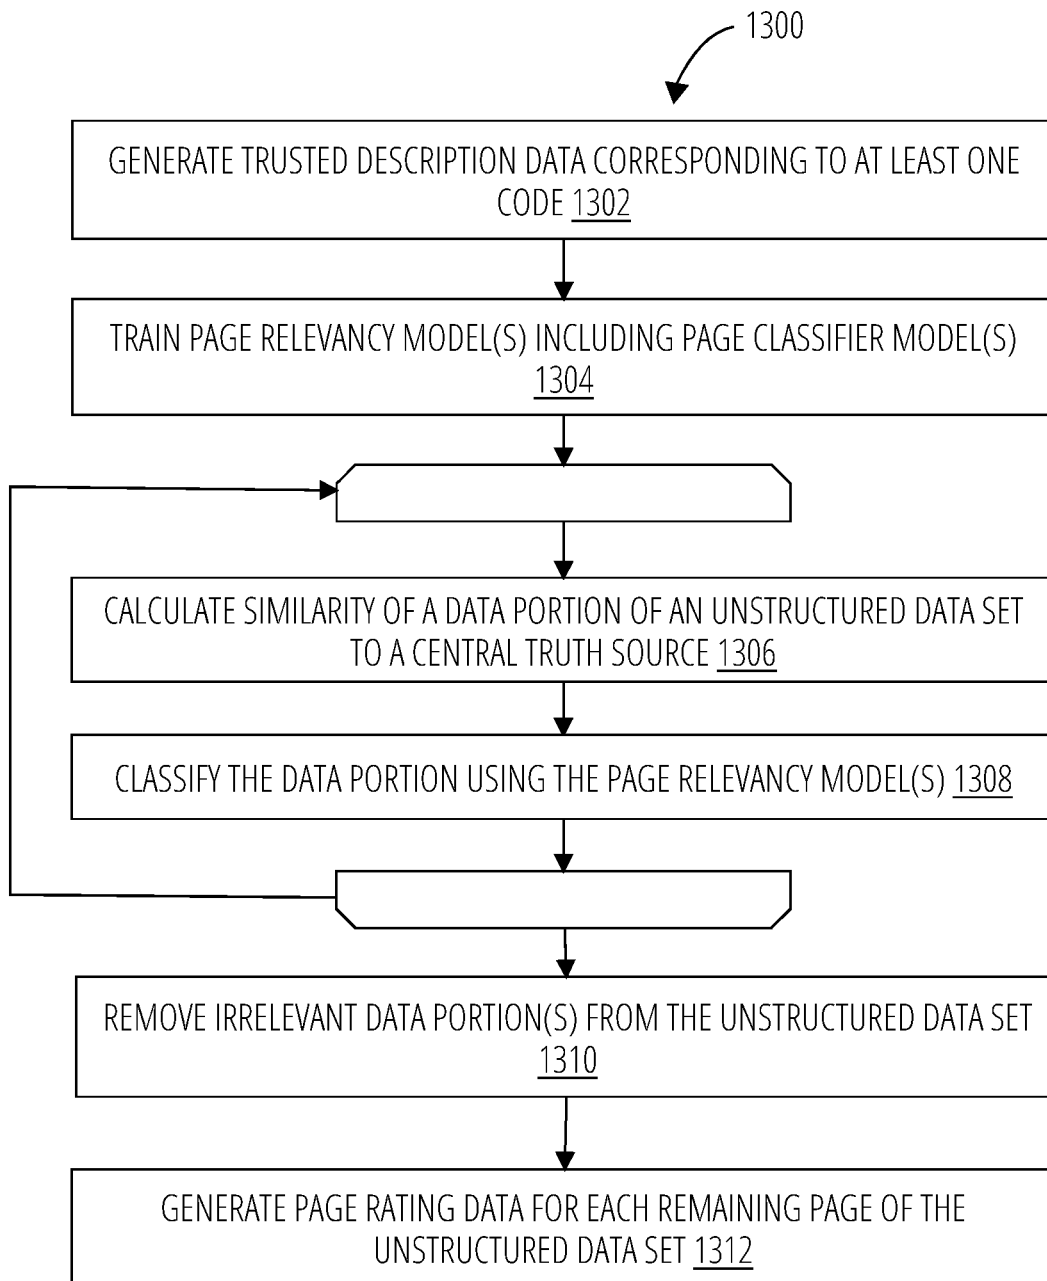 1300
GENERATE TRUSTED DESCRIPTION DATA CORRESPONDING TO AT LEAST ONE
CODE 1302
TRAIN PAGE RELEVANCY MODEL(S) INCLUDING PAGE CLASSIFIER MODEL(S)
1304
CALCULATE SIMILARITY OF A DATA PORTION OF AN UNSTRUCTURED DATA SET
TO A CENTRAL TRUTH SOURCE 1306
CLASSIFY THE DATA PORTION USING THE PAGE RELEVANCY MODEL(S) 1308
REMOVE IRRELEVANT DATA PORTION(S) FROM THE UNSTRUCTURED DATA SET
1310
GENERATE PAGE RATING DATA FOR EACH REMAINING PAGE OF THE
UNSTRUCTURED DATA SET 1312